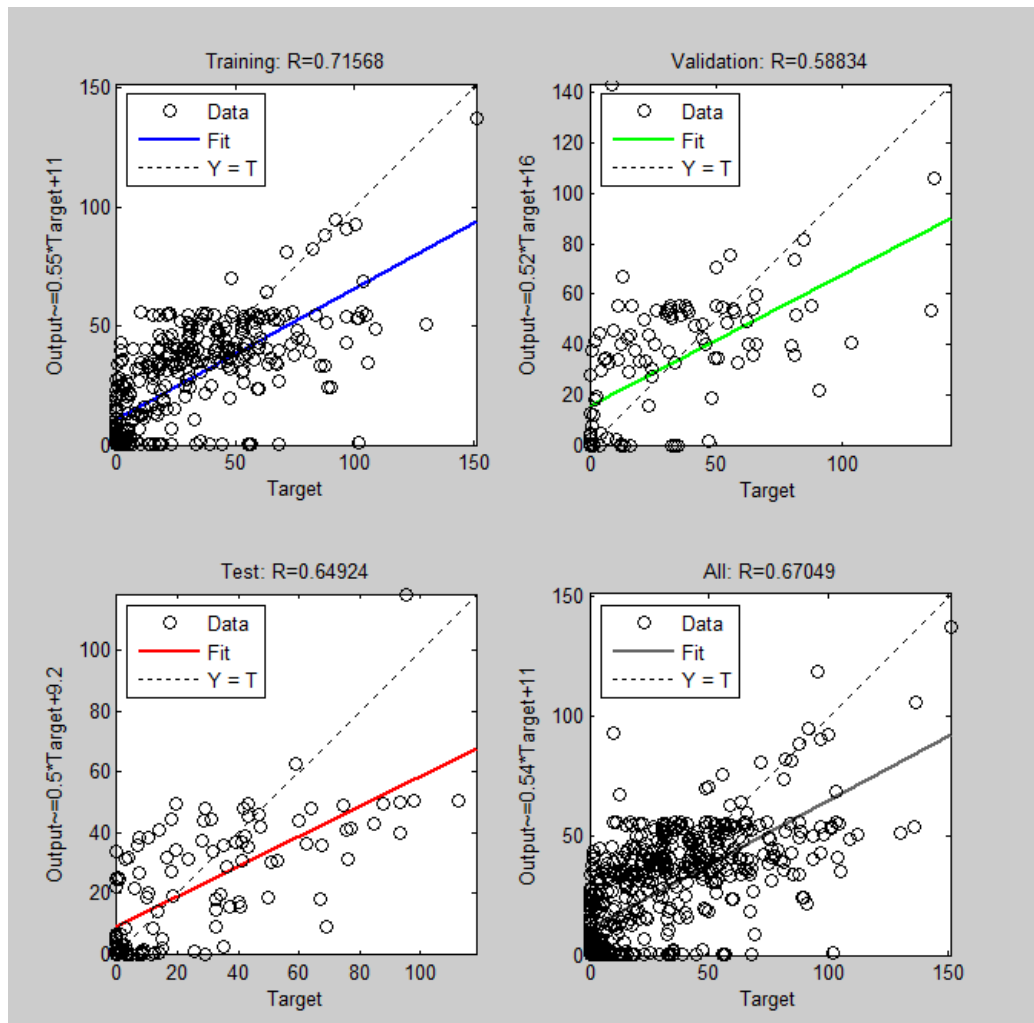 Training: R=0.71568
Output~=0.55*Target+11
150
100
50
0
Data
Fit
Y = T
0
50
100
150
Target
Validation: R=0.58834
Output~=0.52*Target+16
140
120
100
80
60
40
20
0
Data
Fit
Y = T
0
50
100
Target
Test: R=0.64924
Output~=0.5*Target+9.2
100
80
60
40
20
0
Data
Fit
Y = T
0
20
40
60
80
100
Target
All: R=0.67049
Output~=0.54*Target+11
150
100
50
0
Data
Fit
Y = T
0
50
100
150
Target